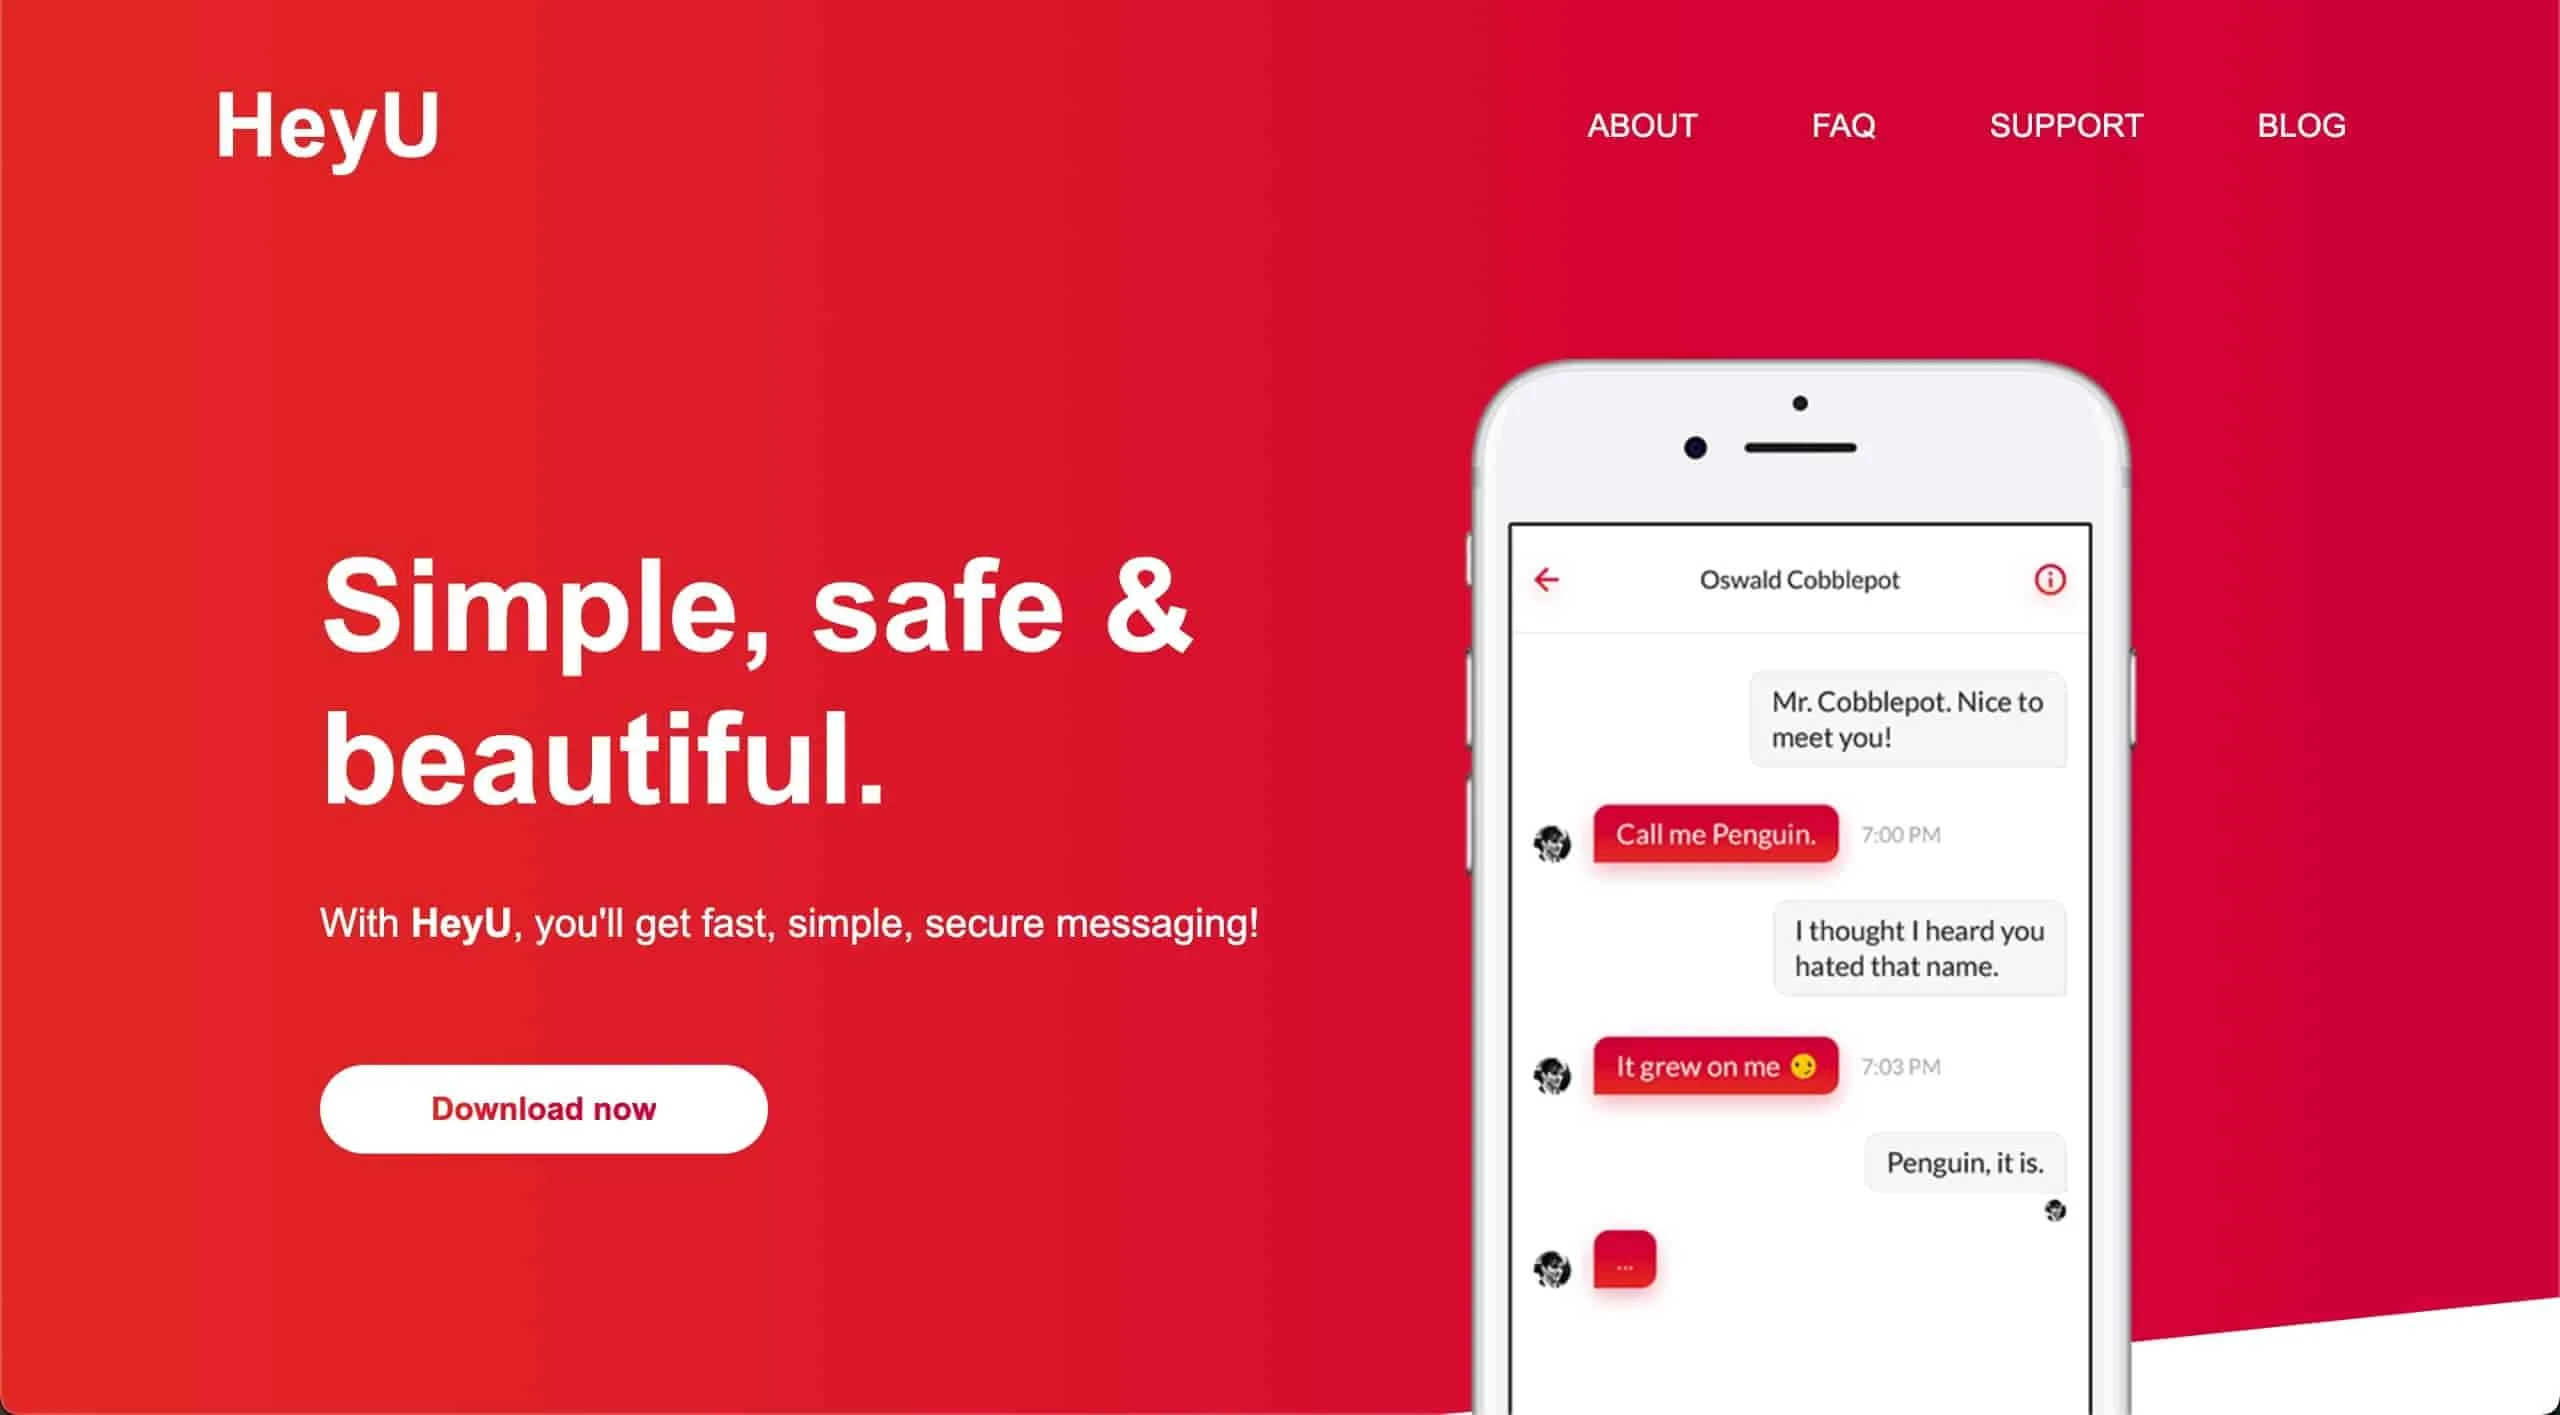 HeyU
ABOUT FAQ SUPPORT BLOG
Simple, safe &
beautiful.
With HeyU, you'll get fast, simple, secure messaging!
Download now
Oswald Cobblepot
Mr. Cobblepot. Nice to
meet you!
Call me Penguin. 7:00 PM
I thought I heard you
hated that name.
It grew on me 😏 7:03 PM
Penguin, it is.
...